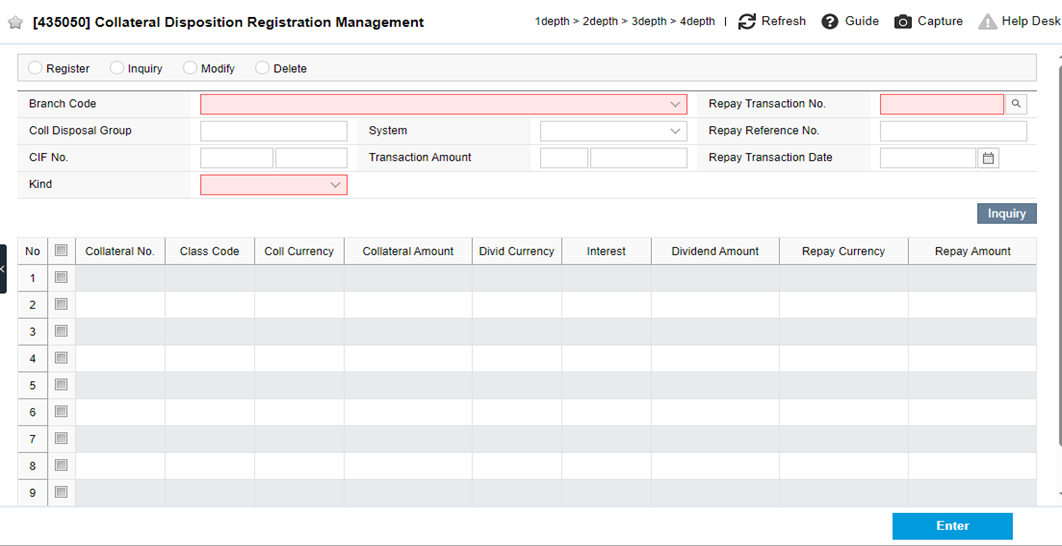 [435050] Collateral Disposition Registration Management 1depth > 2depth > 3depth > 4depth | Refresh Guide Capture Help Desk
Register Inquiry Modify Delete
Branch Code Repay Transaction No.
Coll Disposal Group System Repay Reference No.
CIF No. Transaction Amount Repay Transaction Date
Kind
Inquiry
No Collateral No. Class Code Coll Currency Collateral Amount Divid Currency Interest Dividend Amount Repay Currency Repay Amount
1
2
3
4
5
6
7
8
9
Enter